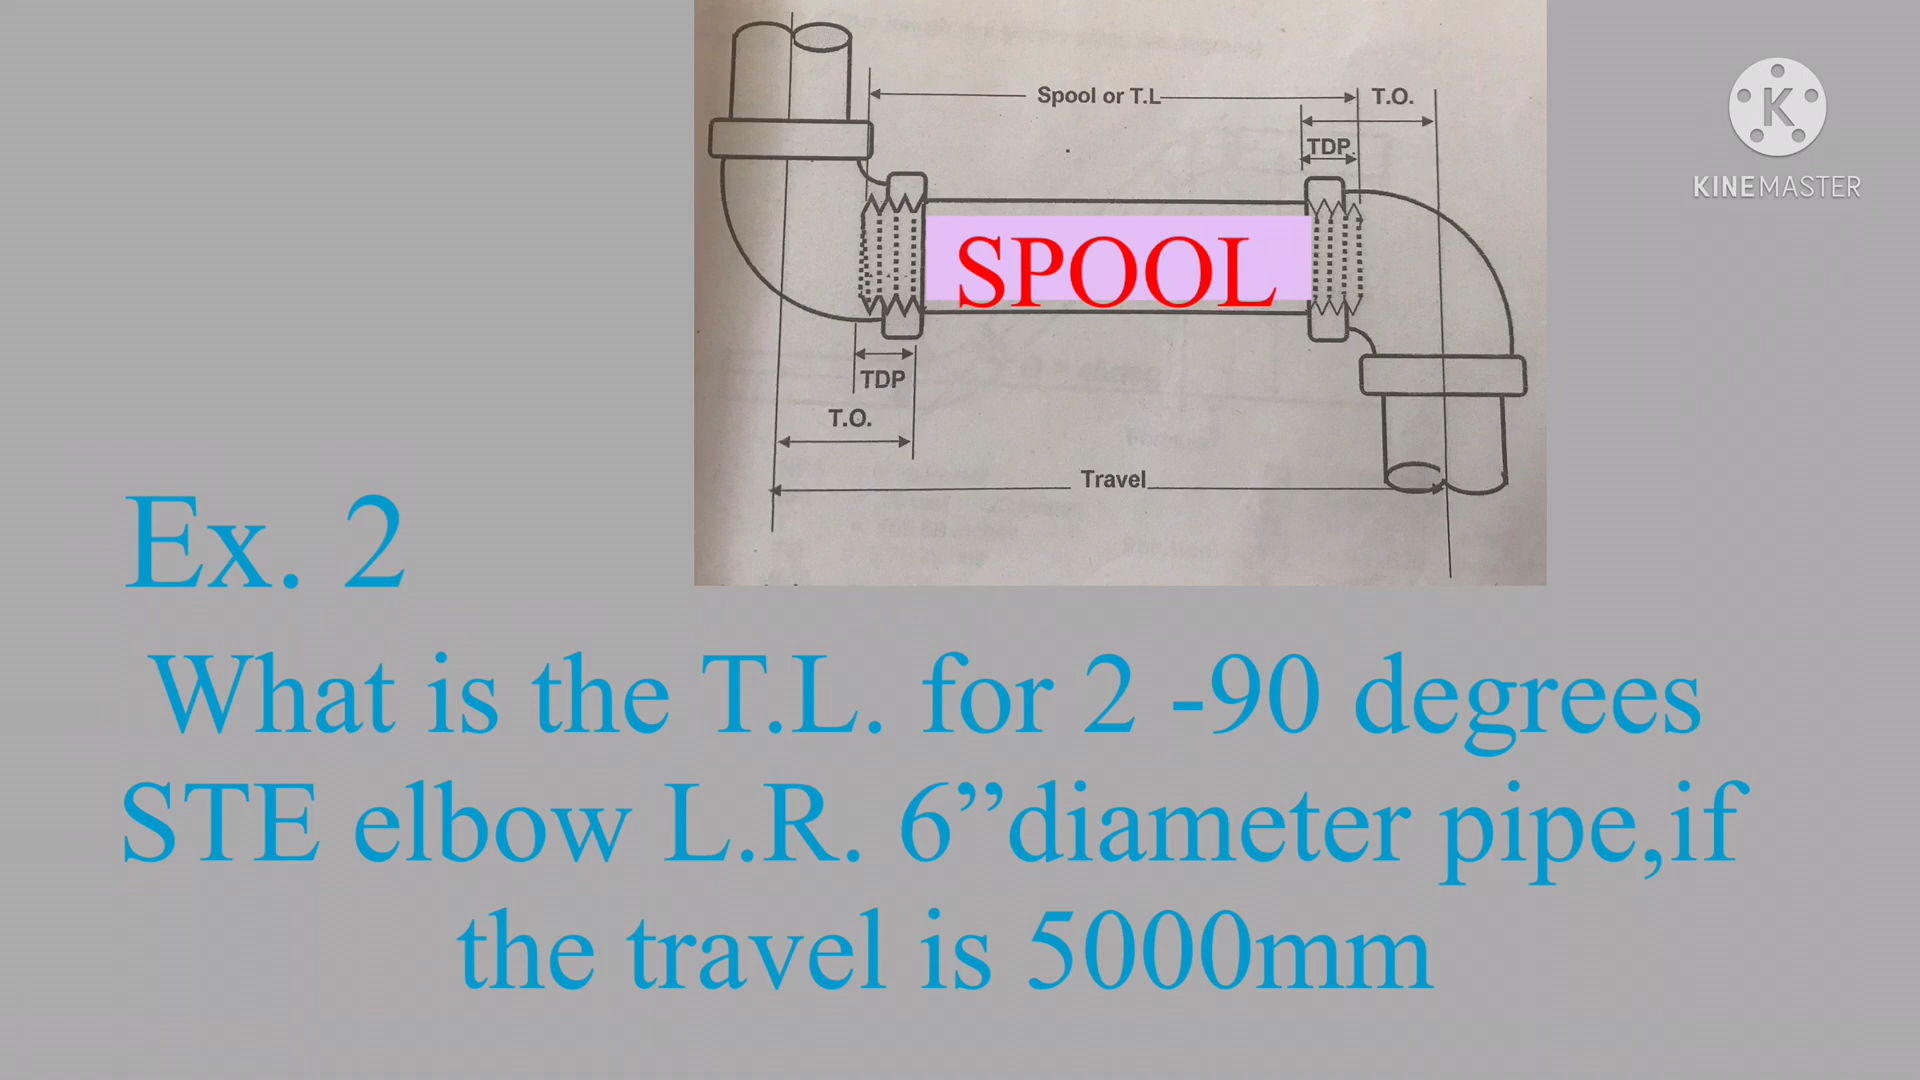 Spool or T.L
T.O.
TDP
SPOOL
TDP
T.O.
Travel
K
KINEMASTER
Ex. 2
What is the T.L. for 2 -90 degrees
STE elbow L.R. 6”diameter pipe,if
the travel is 5000mm